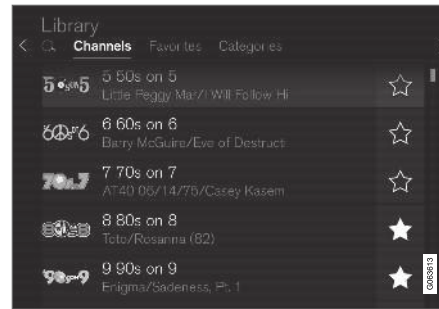 Library
Channels Favorites Categories
5 50s on 5
Little Peggy Mar/I Will Follow Hi
6 60s on 6
Barry McGuire/Eve of Destructi
7 70s on 7
AT40 06/14/75/Casey Kasem
8 80s on 8
Toto/Rosanna (82)
9 90s on 9
Enigma/Sadeness, Pt. 1
G063613